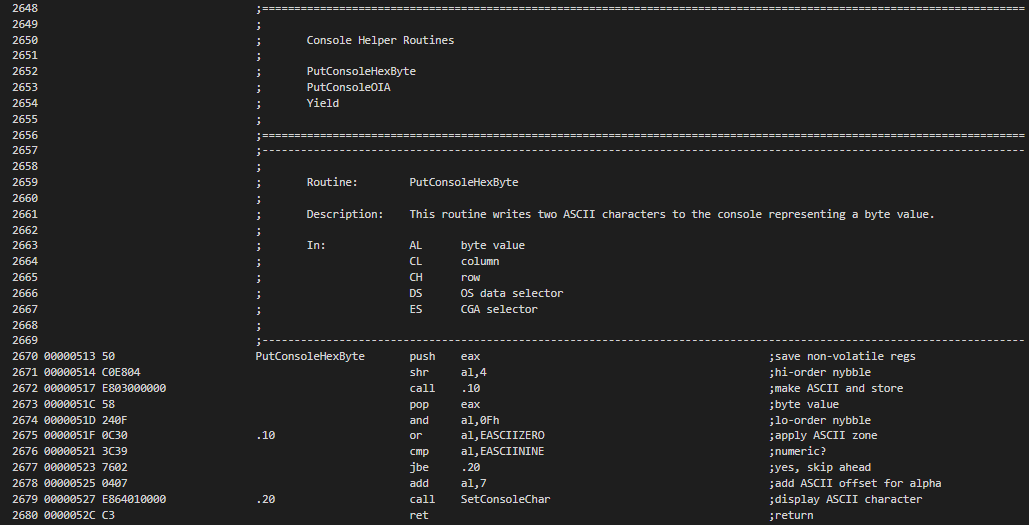 2648 ;=======================================================================================================================
2649 ;
2650 ; Console Helper Routines
2651 ;
2652 ; PutConsoleHexByte
2653 ; PutConsoleOIA
2654 ; Yield
2655 ;
2656 ;=======================================================================================================================
2657 ;-----------------------------------------------------------------------------------------------------------------------
2658 ;
2659 ; Routine: PutConsoleHexByte
2660 ;
2661 ; Description: This routine writes two ASCII characters to the console representing a byte value.
2662 ;
2663 ; In: AL byte value
2664 ; CL column
2665 ; CH row
2666 ; DS OS data selector
2667 ; ES CGA selector
2668 ;
2669 ;-----------------------------------------------------------------------------------------------------------------------
2670 00000513 50 PutConsoleHexByte push eax ;save non-volatile regs
2671 00000514 C0E804 shr al,4 ;hi-order nybble
2672 00000517 E803000000 call .10 ;make ASCII and store
2673 0000051C 58 pop eax ;byte value
2674 0000051D 240F and al,0Fh ;lo-order nybble
2675 0000051F 0C30 .10 or al,EASCIIZERO ;apply ASCII zone
2676 00000521 3C39 cmp al,EASCIININE ;numeric?
2677 00000523 7602 jbe .20 ;yes, skip ahead
2678 00000525 0407 add al,7 ;add ASCII offset for alpha
2679 00000527 E864010000 .20 call SetConsoleChar ;display ASCII character
2680 0000052C C3 ret ;return